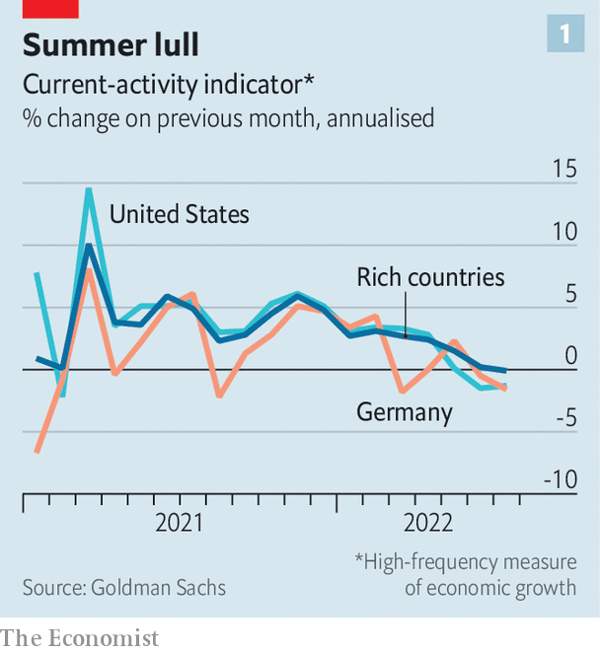 1
Summer lull
Current-activity indicator*
% change on previous month, annualised
15
United States
10
Rich countries
5
0
Germany
-5
-10
2021
2022
*High-frequency measure
of economic growth
Source: Goldman Sachs
The Economist